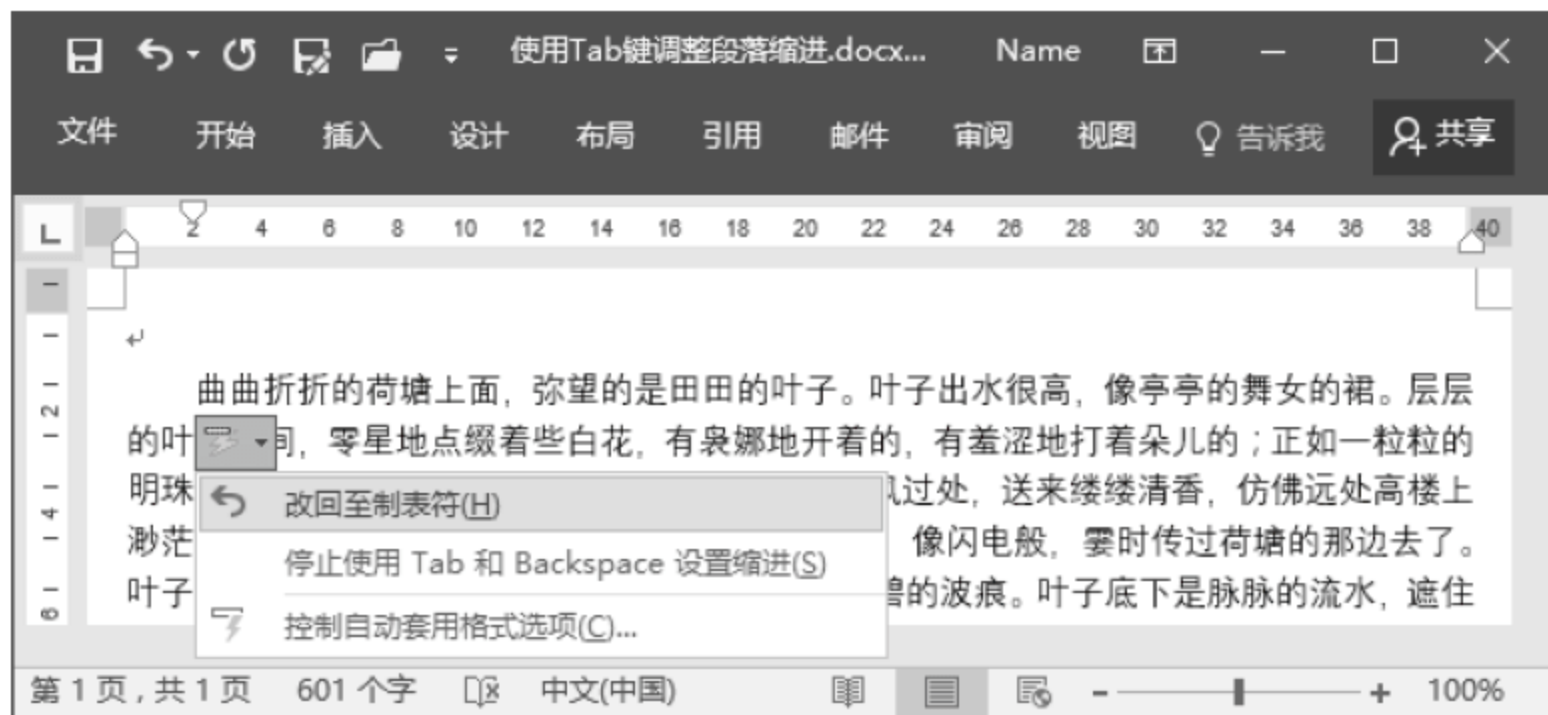 使用Tab键调整段落缩进.docx... Name
文件 开始 插入 设计 布局 引用 邮件 审阅 视图 告诉我 共享
L 2 4 6 8 10 12 14 16 18 20 22 24 26 28 30 32 34 36 38 40
曲曲折折的荷塘上面，弥望的是田田的叶子。叶子出水很高，像亭亭的舞女的裙。层层
的叶 间，零星地点缀着些白花，有袅娜地开着的，有羞涩地打着朵儿的；正如一粒粒的
2
明珠 风过处，送来缕缕清香，仿佛远处高楼上
改回至制表符(H)
4
渺茫 像闪电般，霎时传过荷塘的那边去了。
停止使用 Tab 和 Backspace 设置缩进(S)
叶子 碧的波痕。叶子底下是脉脉的流水，遮住
6
控制自动套用格式选项(C)...
第 1 页，共 1 页 601 个字 中文(中国) 100%